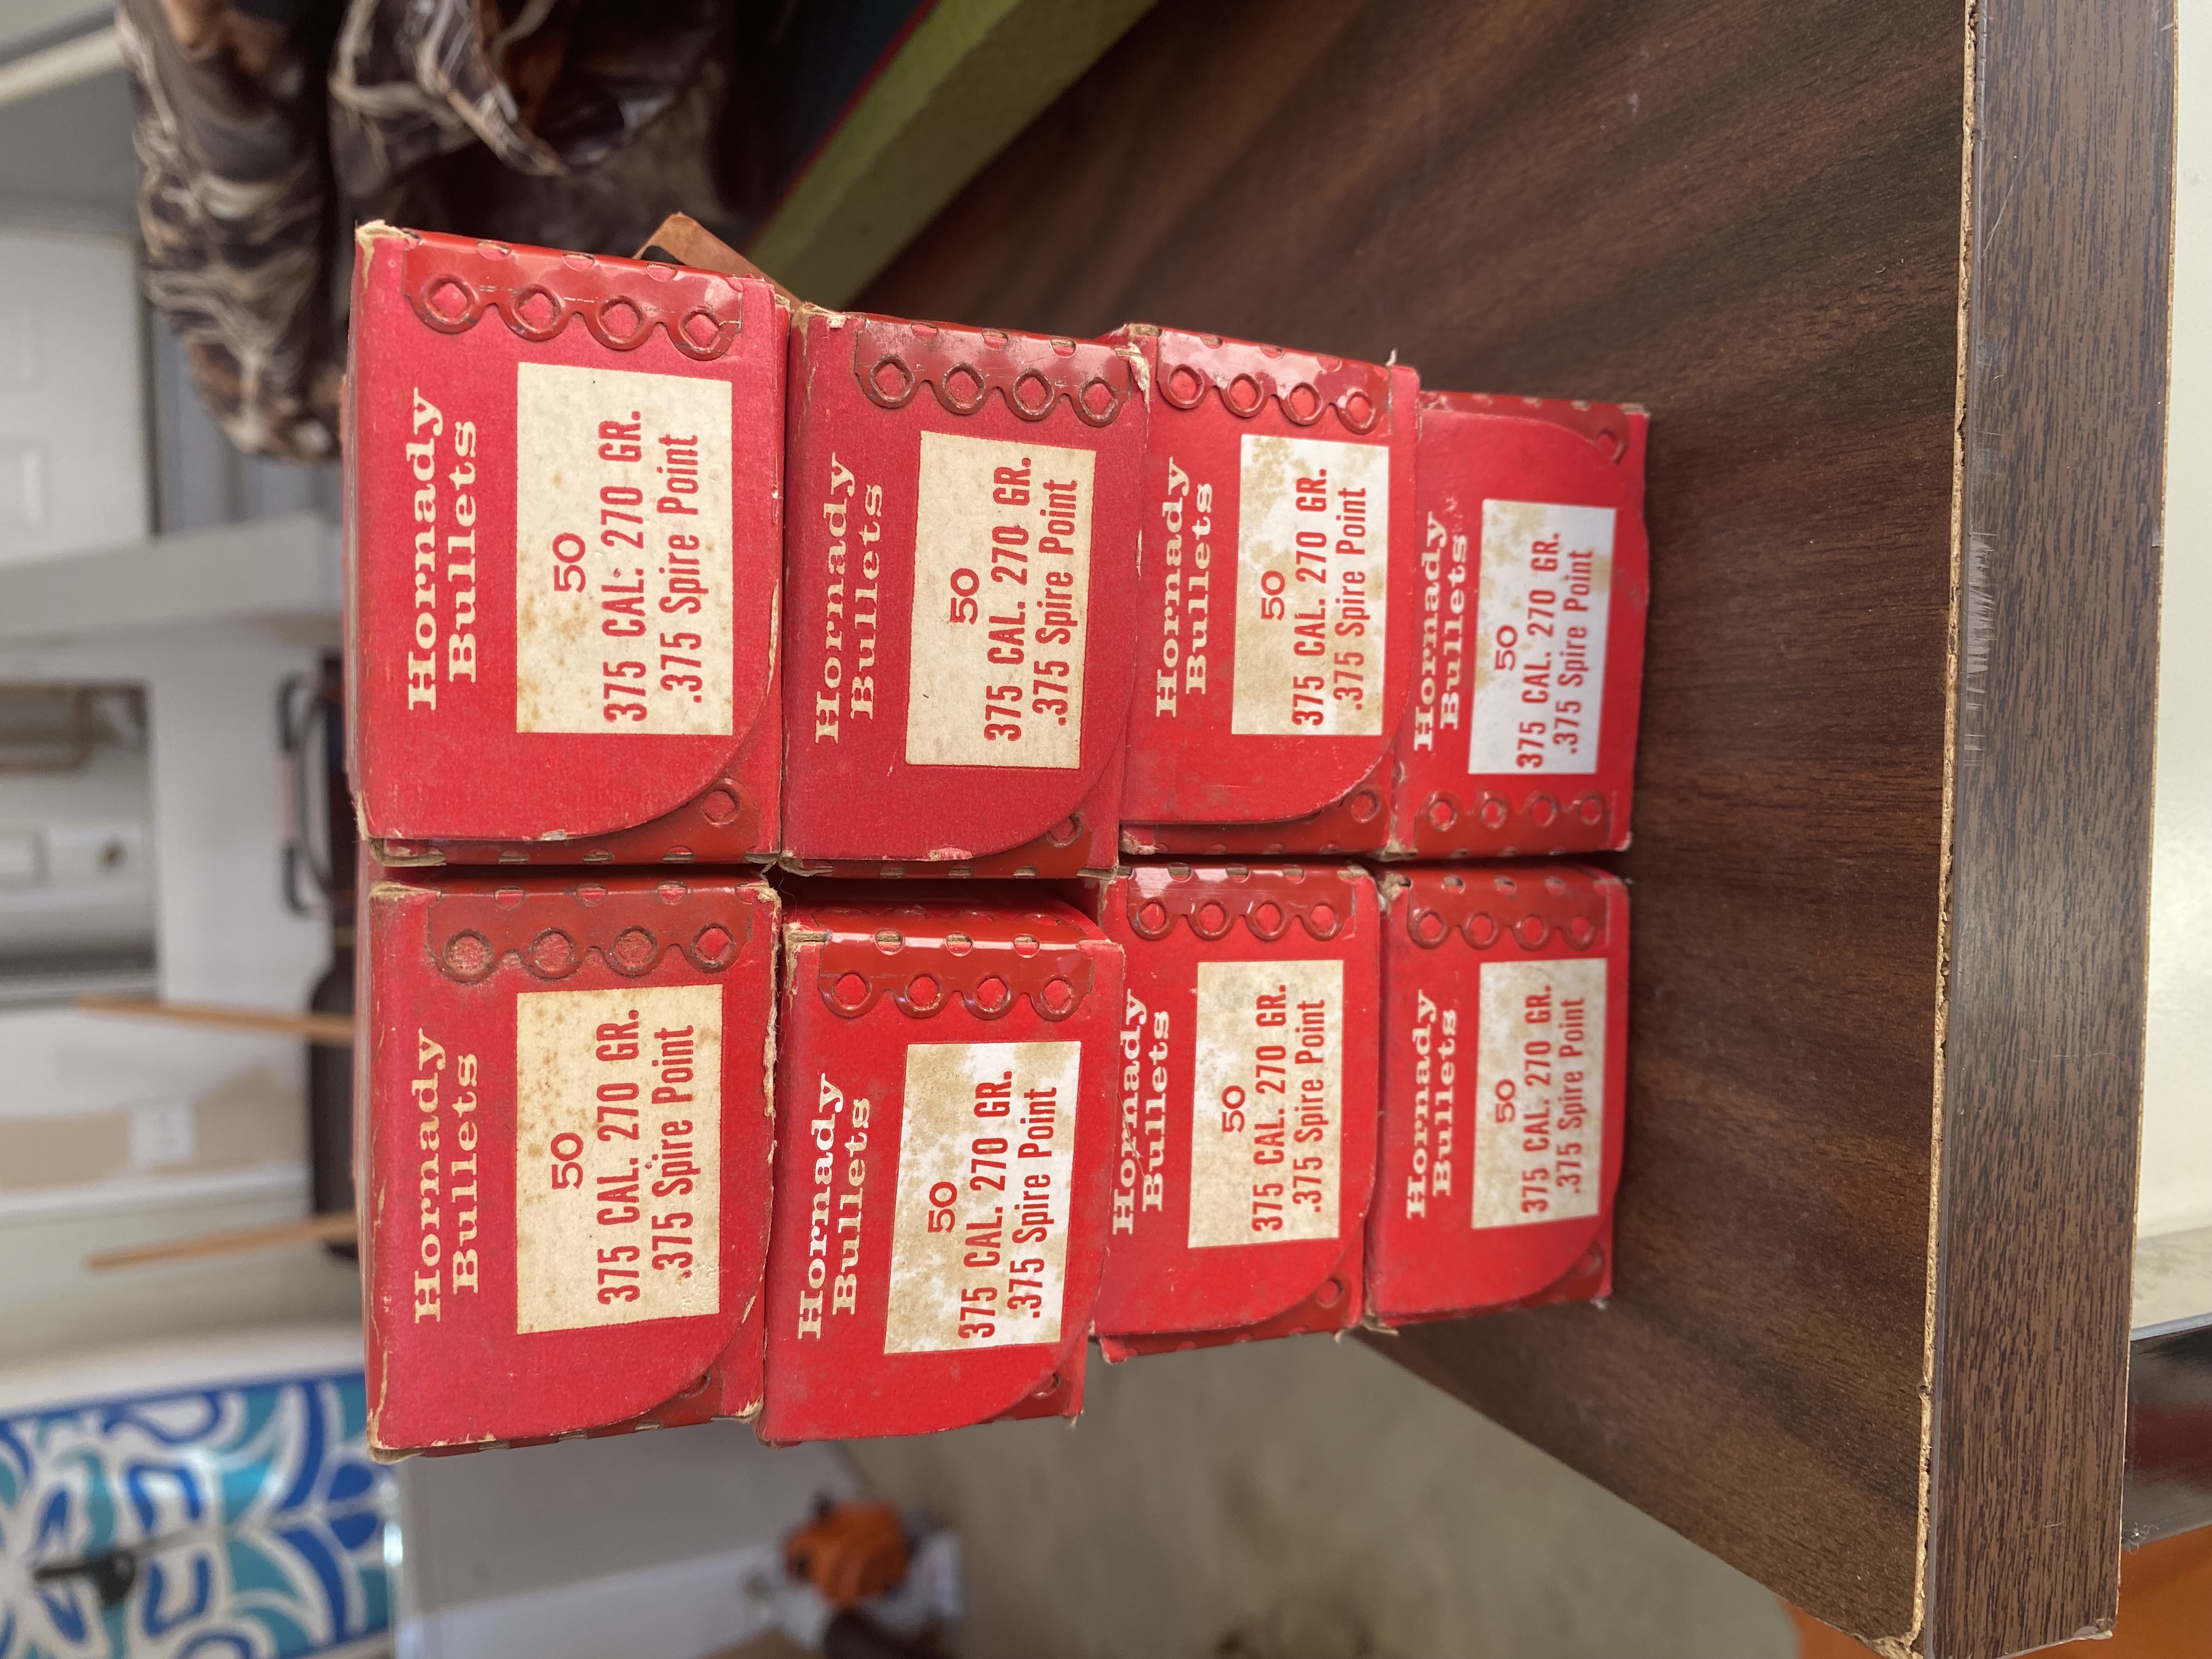 Hornady
Bullets
50
375 CAL. 270 GR.
.375 Spire Point
Hornady
Bullets
50
375 CAL. 270 GR.
.375 Spire Point
Hornady
Bullets
50
375 CAL. 270 GR.
.375 Spire Point
Hornady
Bullets
50
375 CAL. 270 GR.
.375 Spire Point
Hornady
Bullets
50
375 CAL. 270 GR.
.375 Spire Point
Hornady
Bullets
50
375 CAL. 270 GR.
.375 Spire Point
Hornady
Bullets
50
375 CAL. 270 GR.
.375 Spire Point
Hornady
Bullets
50
375 CAL. 270 GR.
.375 Spire Point